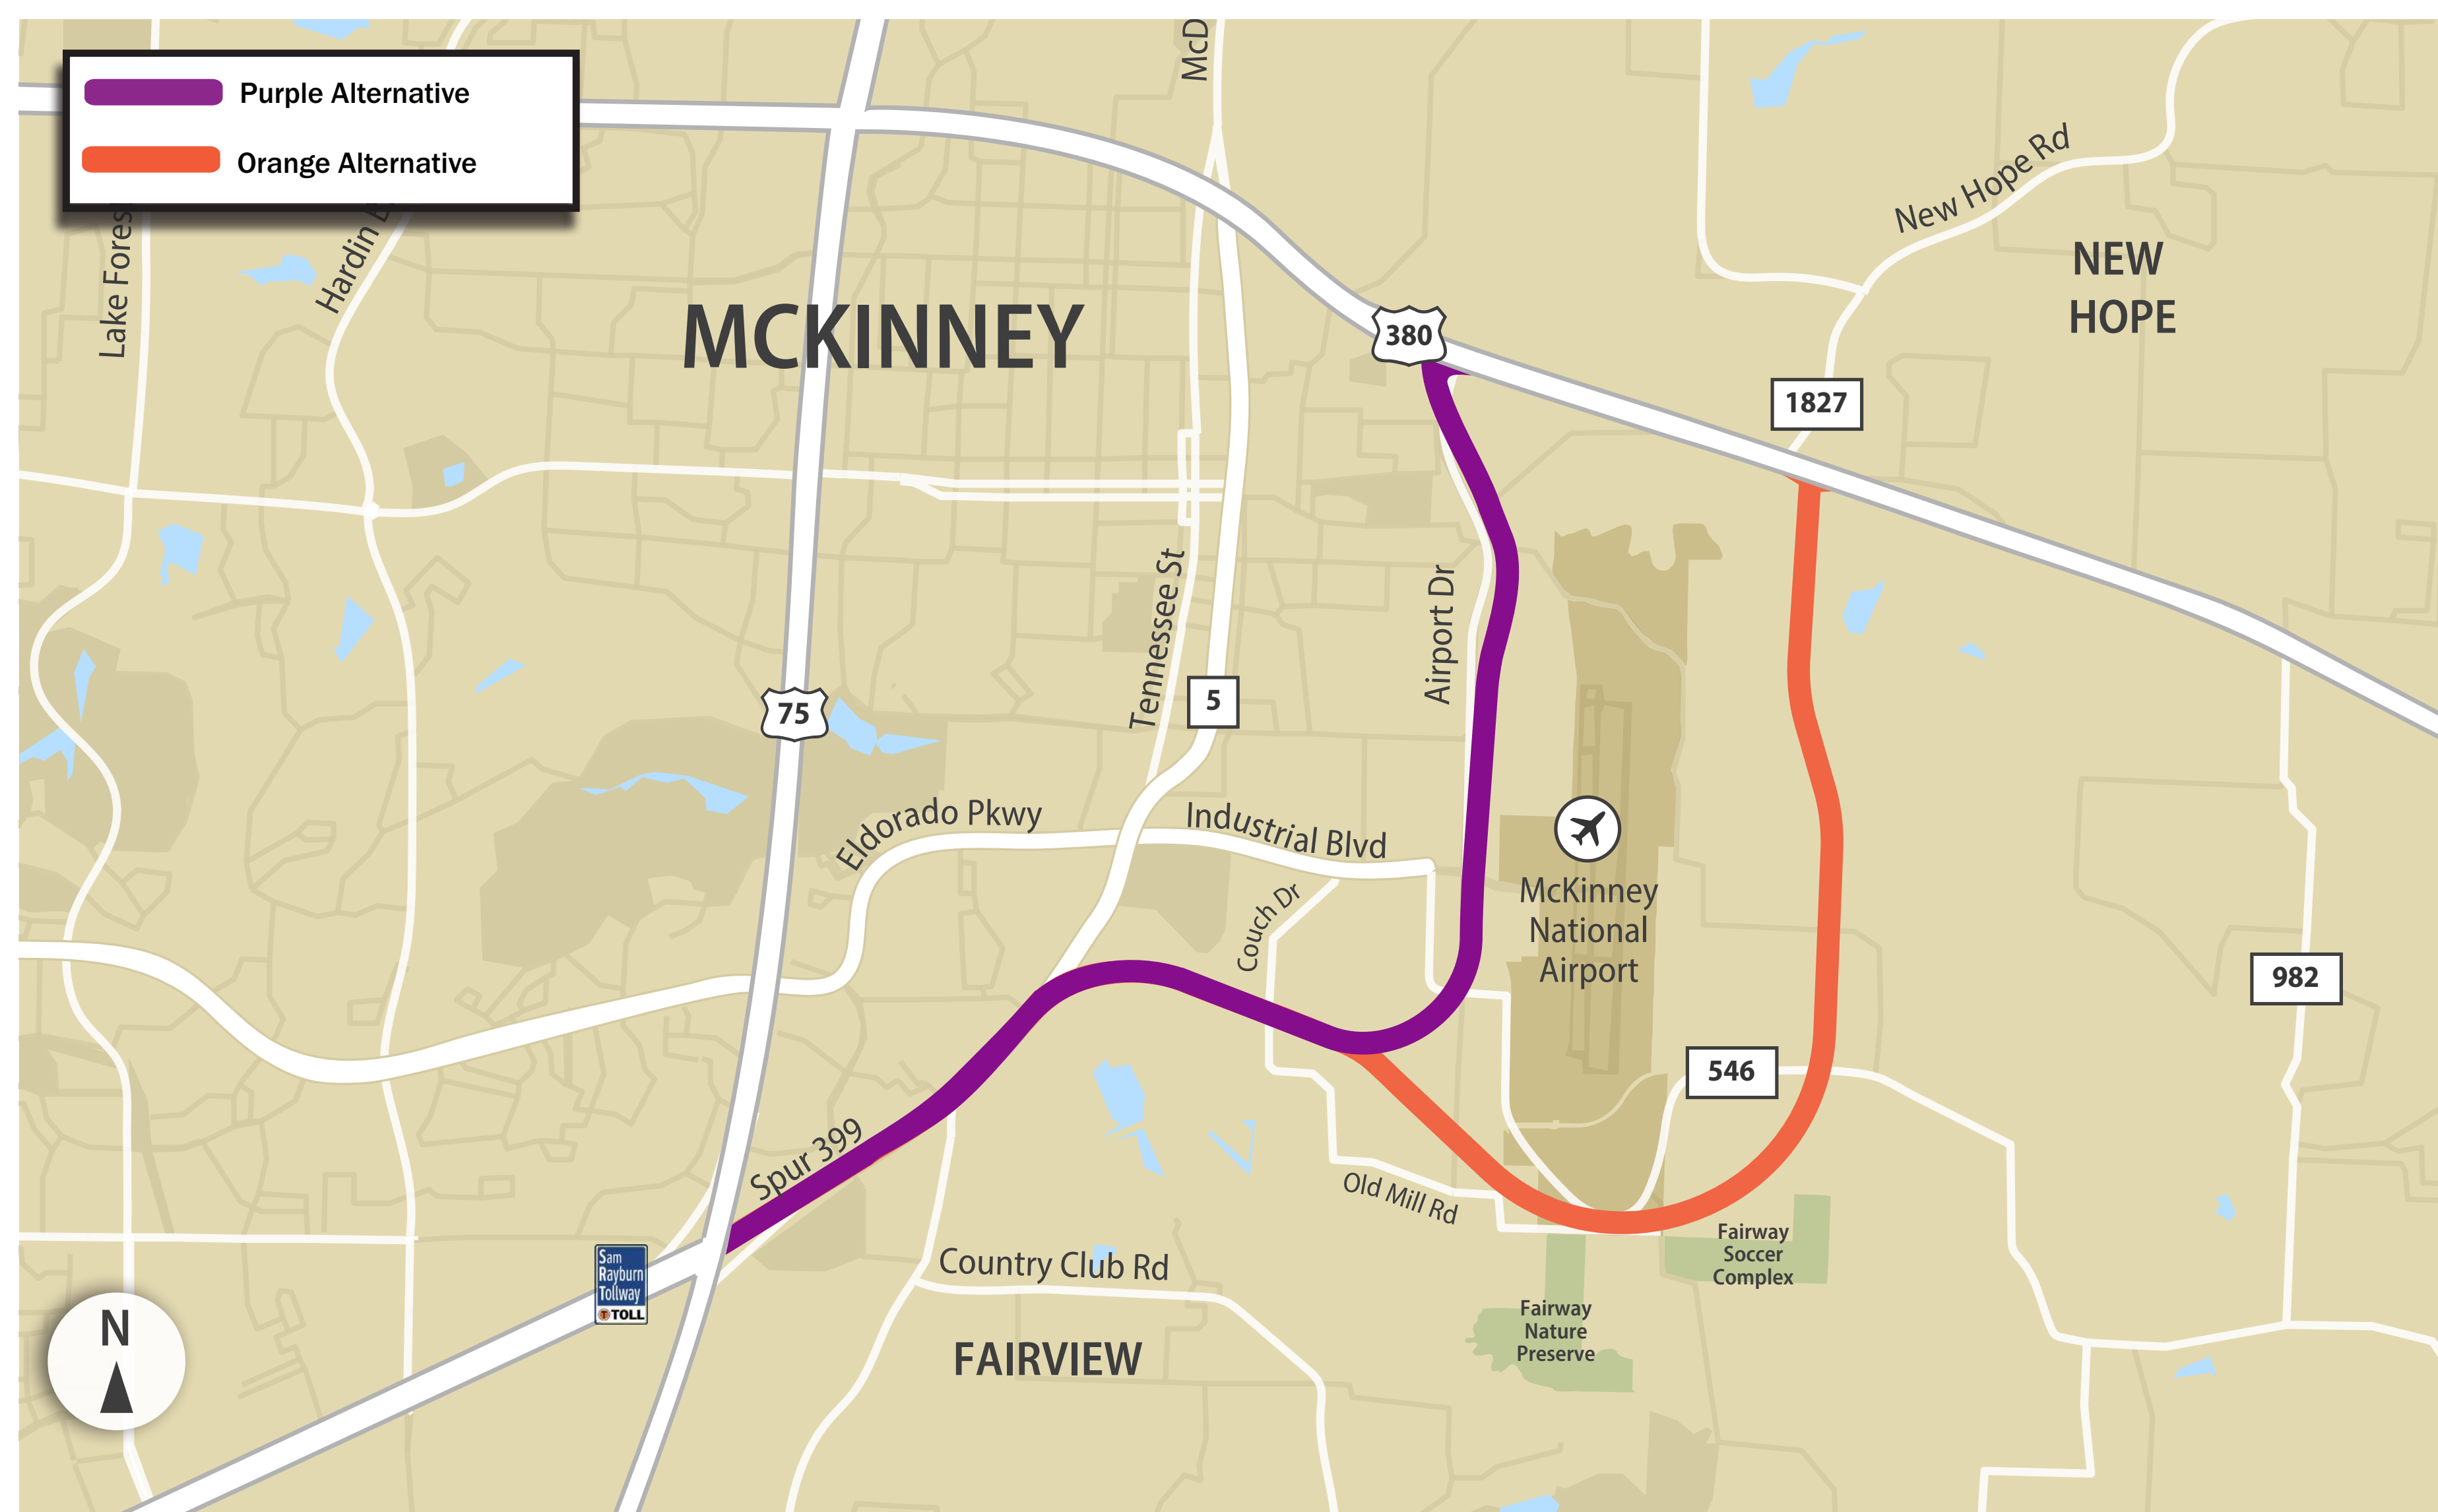 Purple Alternative
Orange Alternative
McD
Lake Fores
Hardin
New Hope Rd
NEW
HOPE
MCKINNEY
380
1827
Tennessee St
Airport Dr
75
5
Eldorado Pkwy
Industrial Blvd
Couch Dr
McKinney
National
Airport
982
546
Spur 399
Old Mill Rd
Fairway
Soccer
Complex
Sam
Rayburn
Tollway
TOLL
Country Club Rd
Fairway
Nature
Preserve
FAIRVIEW
N